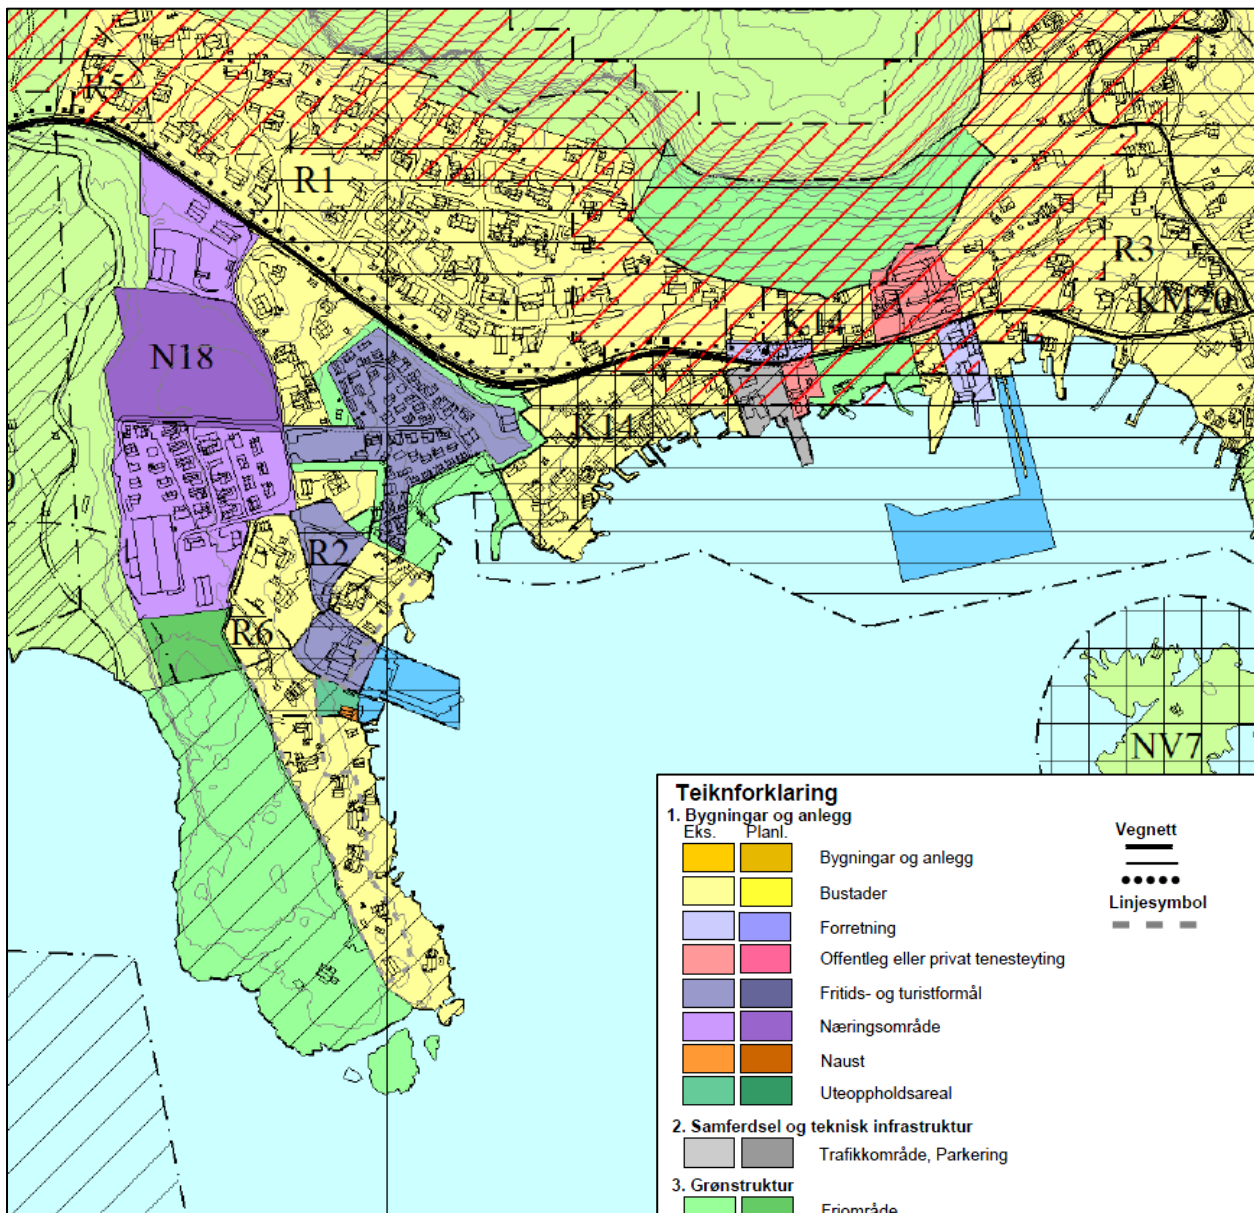 R5
R1
R3
K14
KM20
N18
K14
R2
R6
NV7
Teiknforklaring
1. Bygningar og anlegg
Eks. Planl.
Bygningar og anlegg
Bustader
Forretning
Offentleg eller privat tenesteyting
Fritids- og turistformål
Næringsområde
Naust
Uteoppholdsareal
2. Samferdsel og teknisk infrastruktur
Trafikkområde, Parkering
3. Grønstruktur
Friområde
Vegnett
Linjesymbol